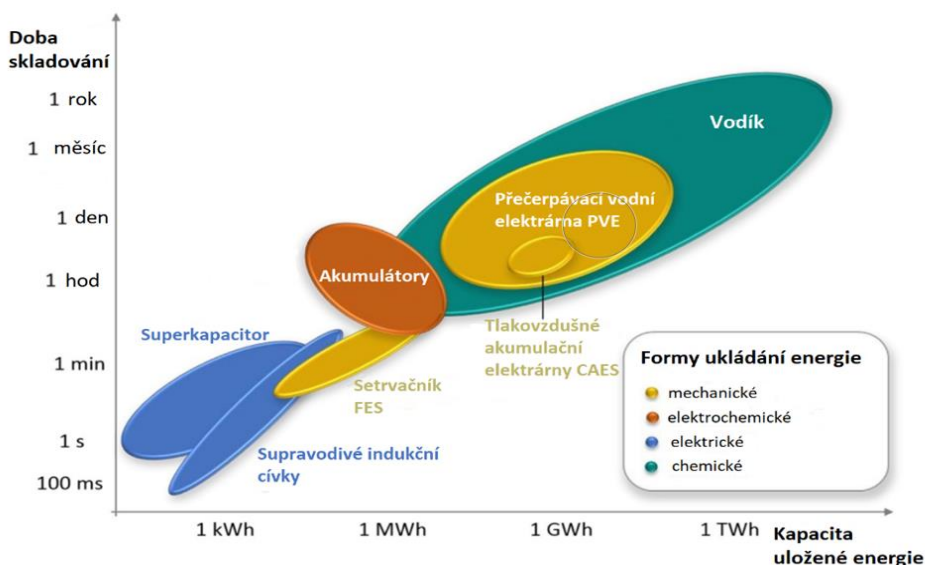 Doba
skladování
1 rok
1 měsíc
1 den
1 hod
1 min
1 s
100 ms
Vodík
Přečerpávací vodní
elektrárna PVE
Akumulátory
Superkapacitor
Tlakovzdušné
akumulační
elektrárny CAES
Setrvačník
FES
Supravodivé indukční
cívky
Formy ukládání energie
mechanické
elektrochemické
elektrické
chemické
1 kWh
1 MWh
1 GWh
1 TWh
Kapacita
uložené energie